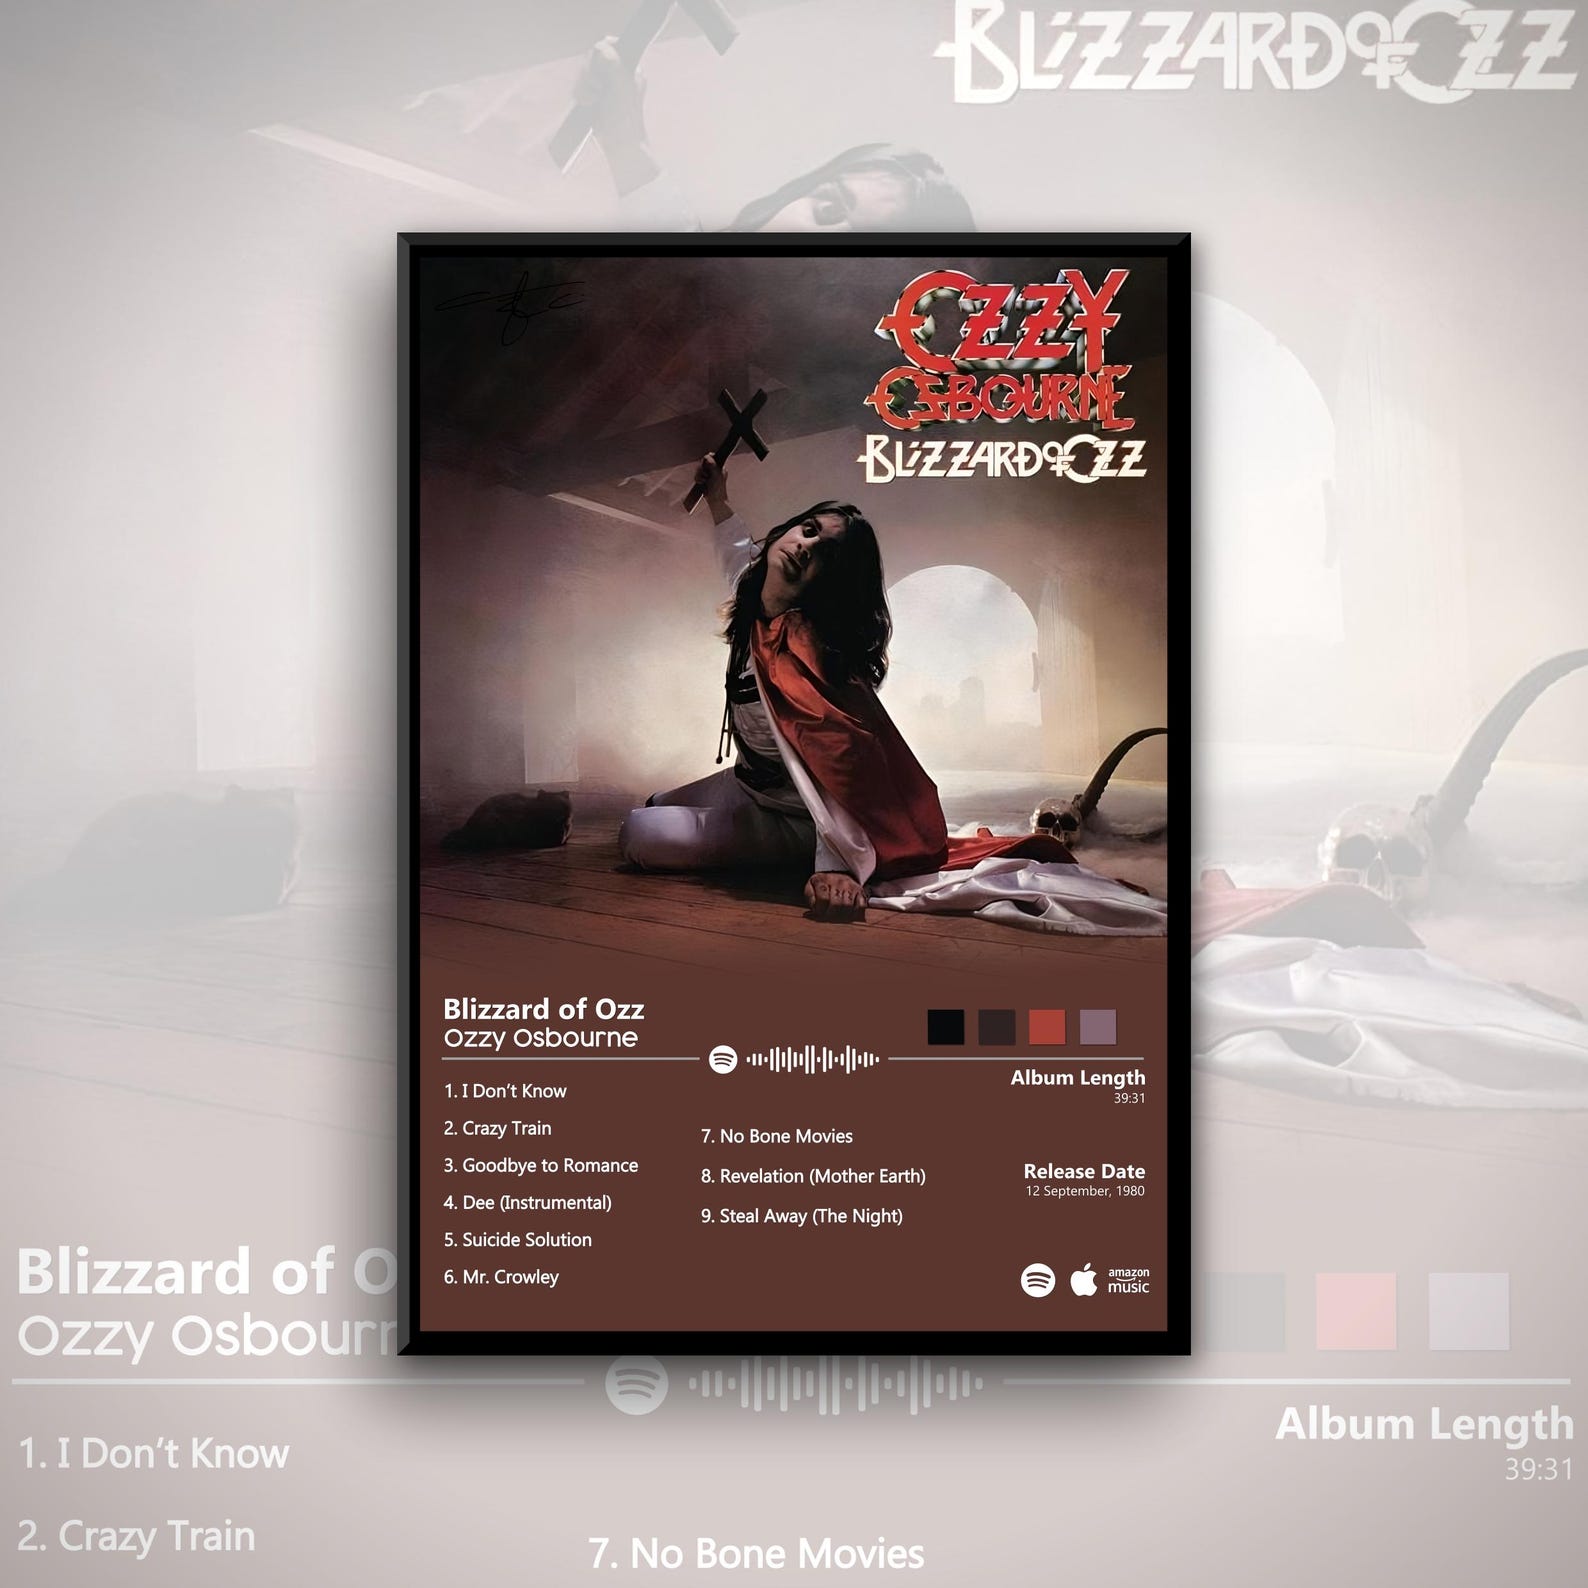 BLIZZARD OF OZZ
OZZY
OSBOURNE
BLIZZARD OF OZZ
Blizzard of Ozz
Ozzy Osbourne
1. I Don't Know
2. Crazy Train
3. Goodbye to Romance
4. Dee (Instrumental)
5. Suicide Solution
6. Mr. Crowley
7. No Bone Movies
8. Revelation (Mother Earth)
9. Steal Away (The Night)
Album Length
39:31
Release Date
12 September, 1980
amazon
music
Blizzard of O
Ozzy Osbour
1. I Don't Know
2. Crazy Train
7. No Bone Movies
Album Length
39:31